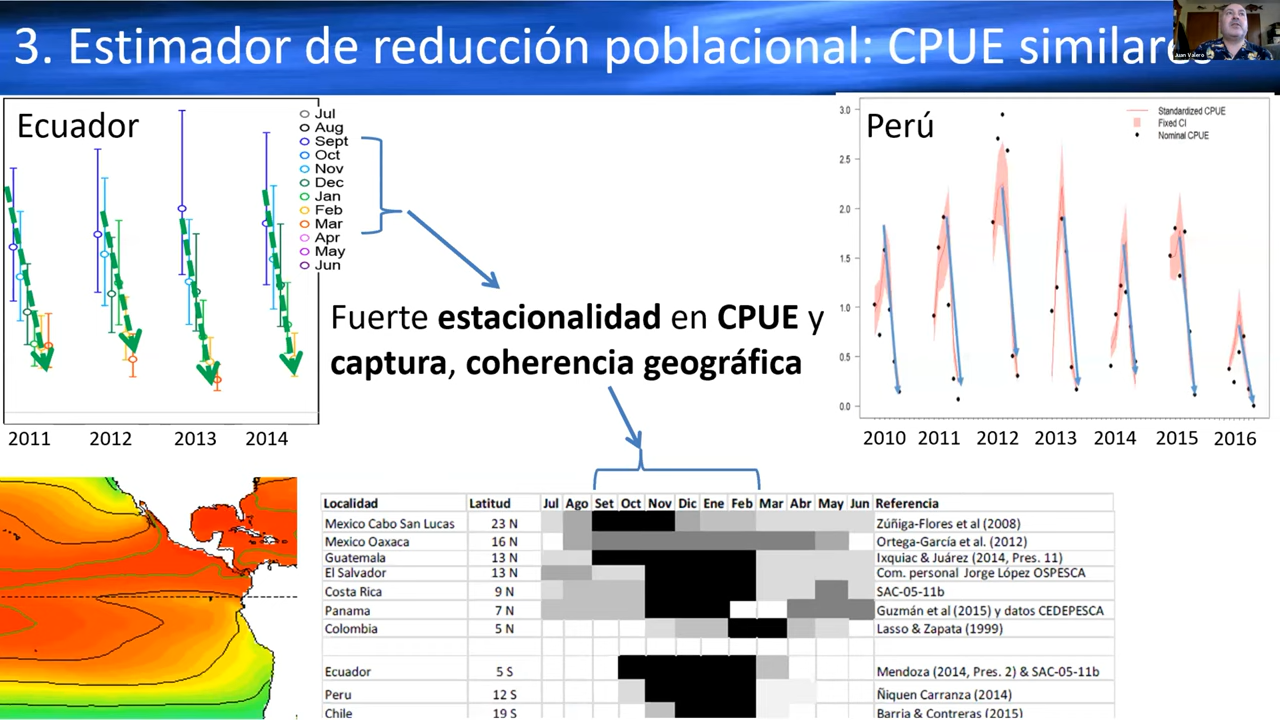 3. Estimador de reducción poblacional: CPUE similares
Juan Valero
Ecuador
Jul
Aug
Sept
Oct
Nov
Dec
Jan
Feb
Mar
Apr
May
Jun
2011 2012 2013 2014
Perú
Standardized CPUE
Fixed CI
Nominal CPUE
3.0
2.5
2.0
1.5
1.0
0.5
0.0
2010 2011 2012 2013 2014 2015 2016
Fuerte estacionalidad en CPUE y
captura, coherencia geográfica
Localidad Latitud Jul Ago Set Oct Nov Dic Ene Feb Mar Abr May Jun Referencia
Mexico Cabo San Lucas 23 N Zúñiga-Flores et al (2008)
Mexico Oaxaca 16 N Ortega-García et al. (2012)
Guatemala 13 N Ixquiac & Juárez (2014, Pres. 11)
El Salvador 13 N Com. personal Jorge López OSPESCA
Costa Rica 9 N SAC-05-11b
Panama 7 N Guzmán et al (2015) y datos CEDEPESCA
Colombia 5 N Lasso & Zapata (1999)
Ecuador 5 S Mendoza (2014, Pres. 2) & SAC-05-11b
Peru 12 S Ñiquen Carranza (2014)
Chile 19 S Barria & Contreras (2015)